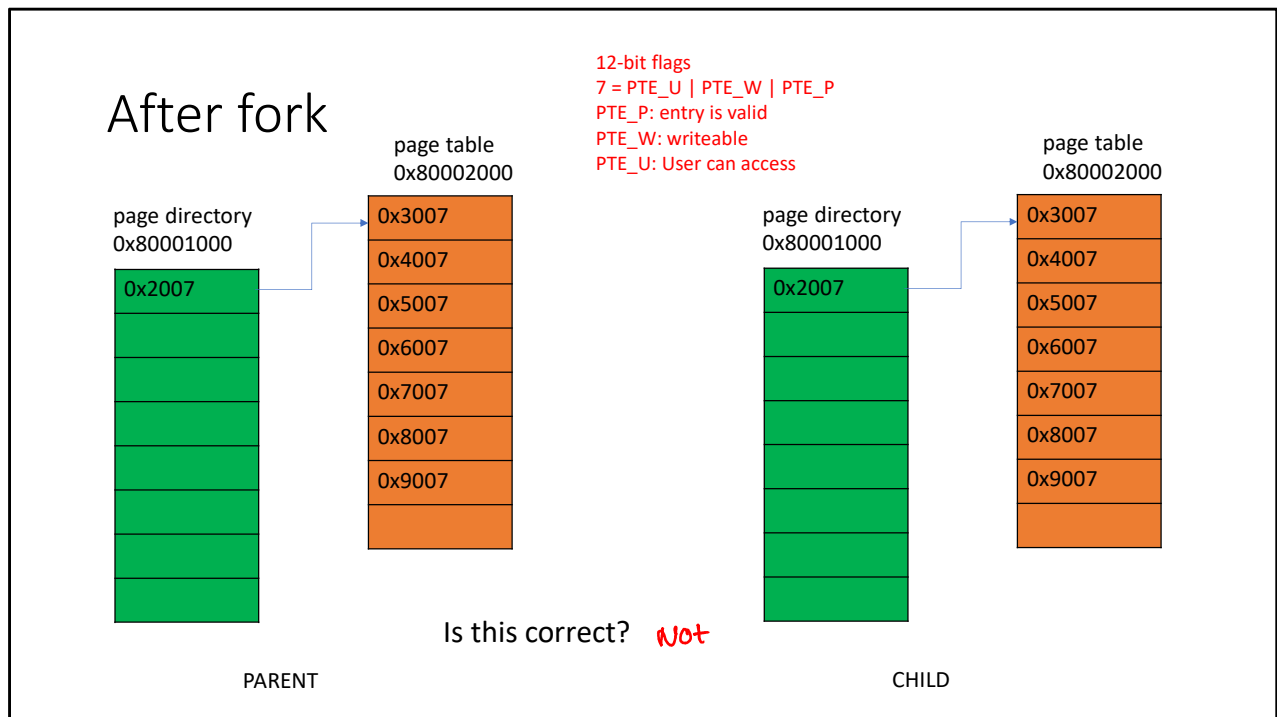 After fork
12-bit flags
7 = PTE_U | PTE_W | PTE_P
PTE_P: entry is valid
PTE_W: writeable
PTE_U: User can access
page directory
0x80001000
0x2007
page table
0x80002000
0x3007
0x4007
0x5007
0x6007
0x7007
0x8007
0x9007
page directory
0x80001000
0x2007
page table
0x80002000
0x3007
0x4007
0x5007
0x6007
0x7007
0x8007
0x9007
Is this correct? Not
PARENT
CHILD